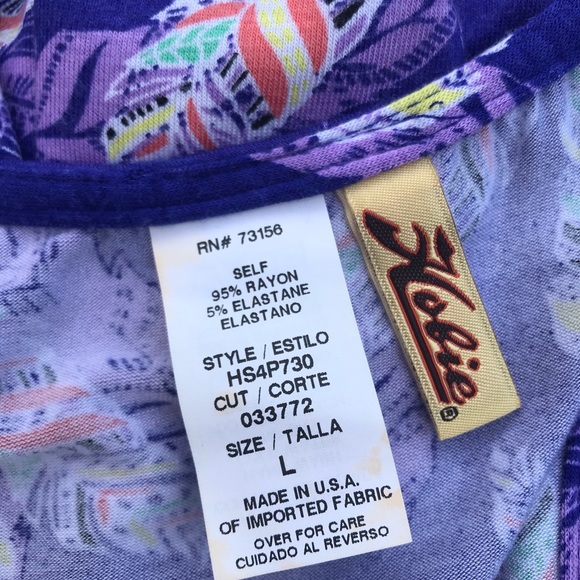 RN# 73156
SELF
95% RAYON
5% ELASTANE
ELASTANO
STYLE / ESTILO
HS4P730
CUT / CORTE
033772
SIZE / TALLA
L
MADE IN U.S.A.
OF IMPORTED FABRIC
OVER FOR CARE
CUIDADO AL REVERSO
Hobie®